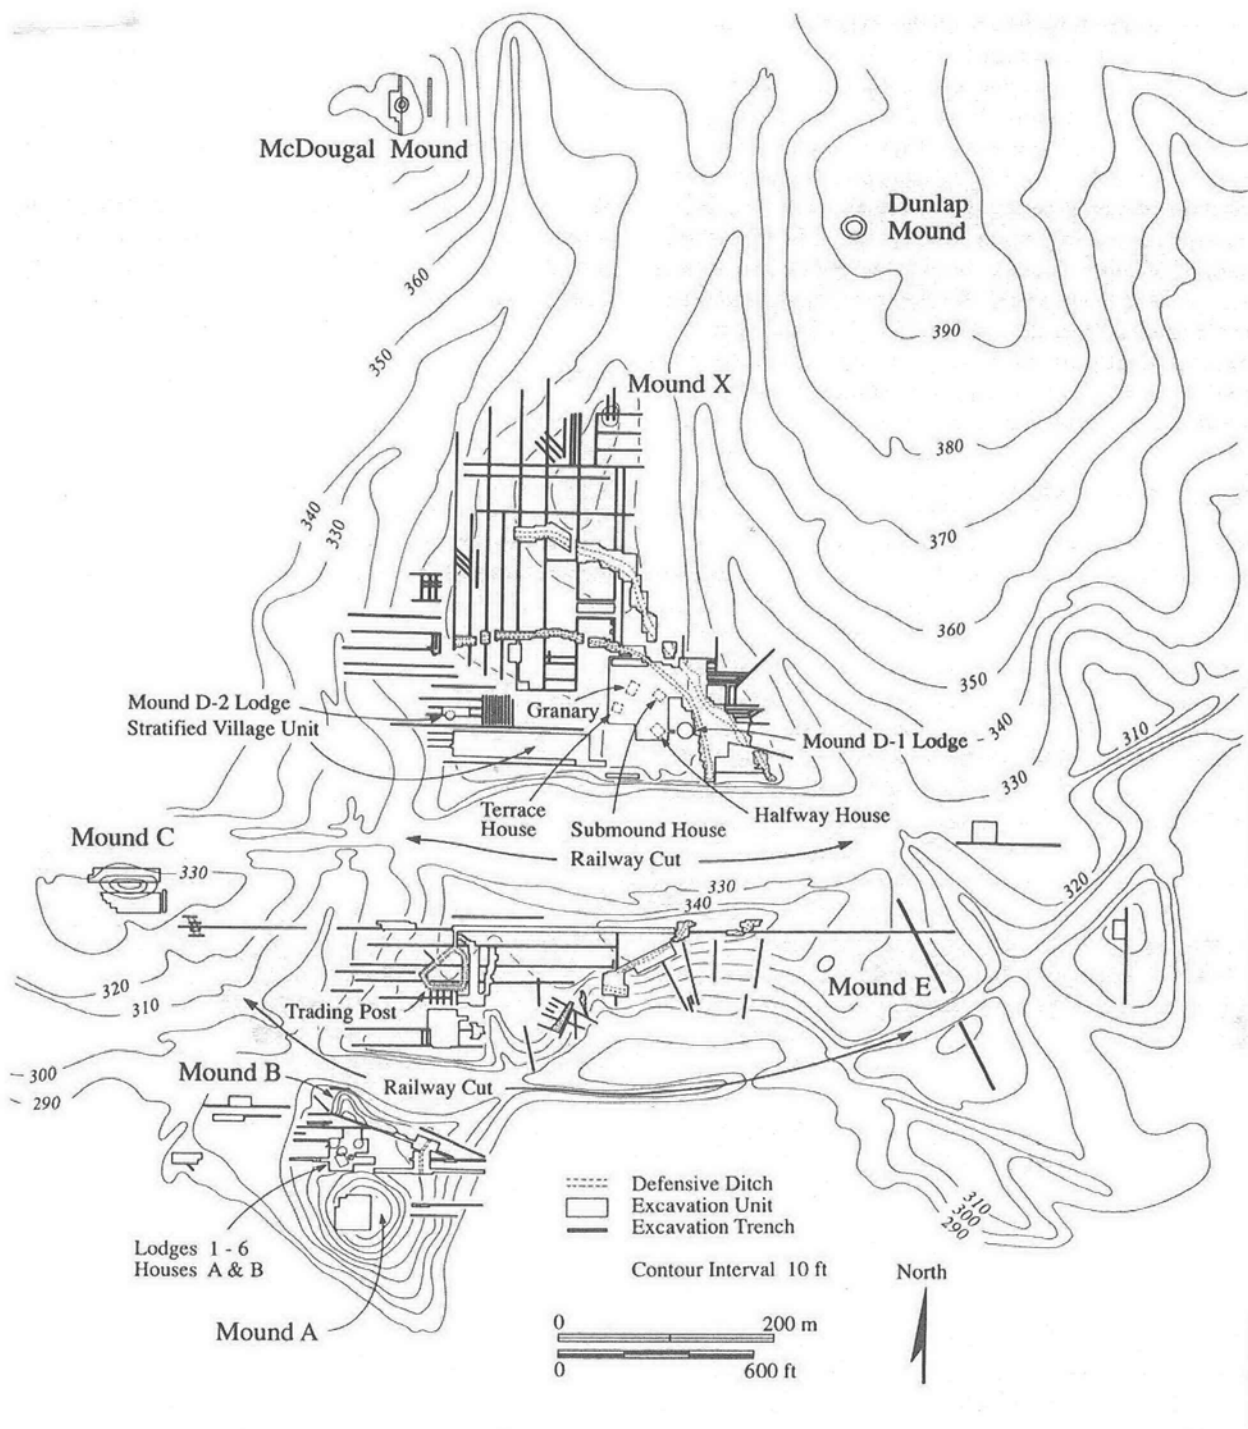 McDougal Mound
Dunlap
Mound
360
390
350
Mound X
380
340
330
370
360
350
Mound D-2 Lodge
Stratified Village Unit
Granary
Mound D-1 Lodge
340
310
330
Terrace
House
Submound House
Halfway House
Mound C
Railway Cut
330
330
320
340
320
310
Trading Post
Mound E
300
290
Mound B
Railway Cut
Defensive Ditch
Excavation Unit
Excavation Trench
310
300
290
Lodges 1 - 6
Houses A & B
Contour Interval 10 ft
North
Mound A
0 200 m
0 600 ft